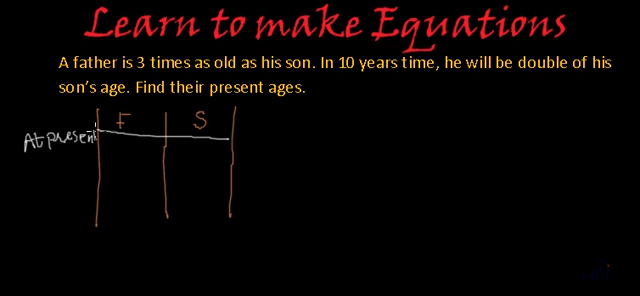 Learn to make Equations
A father is 3 times as old as his son. In 10 years time, he will be double of his
son's age. Find their present ages.
F S
At present